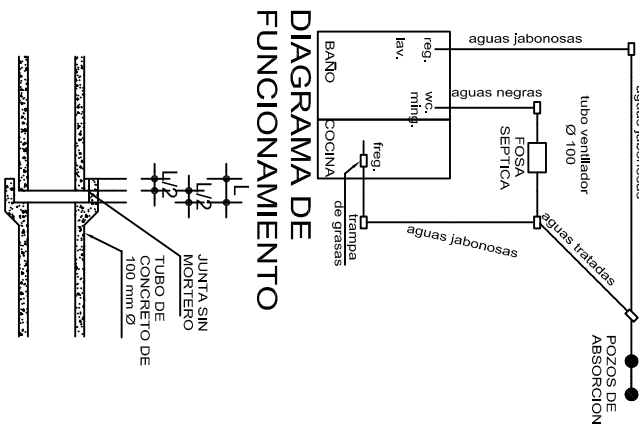 aguas jabonosas
aguas jabonosas
tubo ventilador
Ø 100
reg.
lav.
BAÑO
aguas negras
wc.
ming.
FOSA
SEPTICA
COCINA
freg.
trampa
de grasas
aguas jabonosas
aguas tratadas
POZOS DE
ABSORCION
DIAGRAMA DE
FUNCIONAMIENTO
L
L/2
L/2
JUNTA SIN
MORTERO
TUBO DE
CONCRETO DE
100 mm Ø